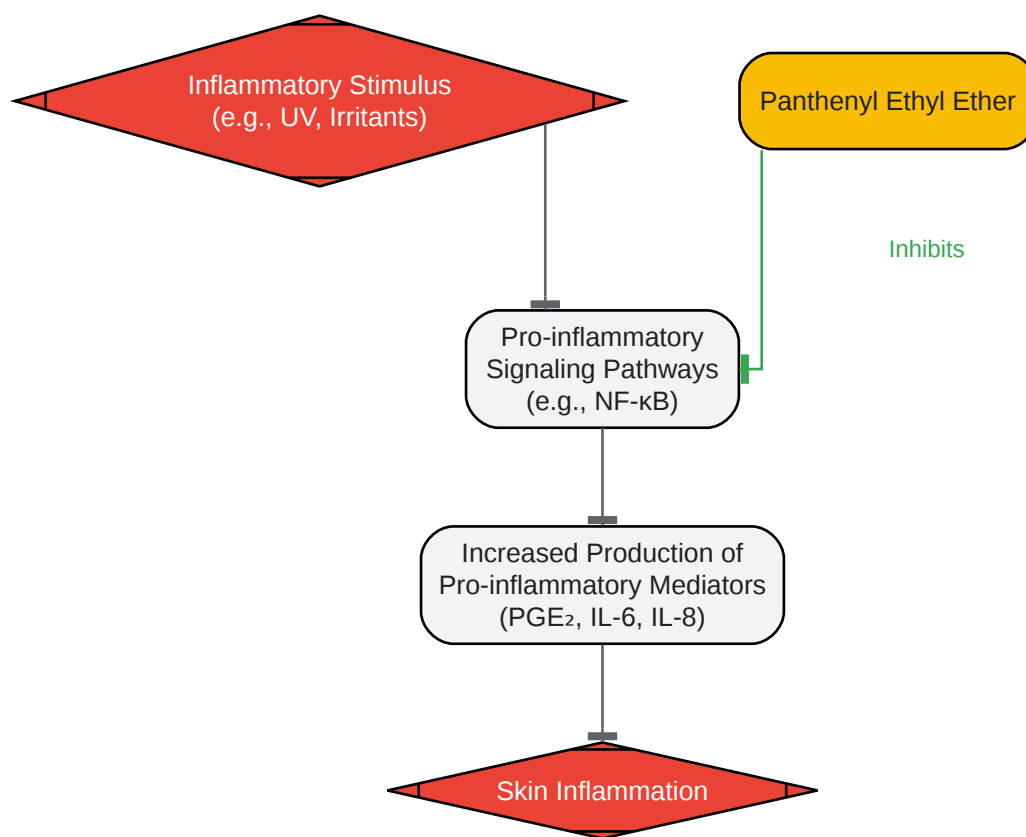 Inflammatory Stimulus
(e.g., UV, Irritants)
Panthenyl Ethyl Ether
Inhibits
Pro-inflammatory
Signaling Pathways
(e.g., NF-κB)
Increased Production of
Pro-inflammatory Mediators
(PGE₂, IL-6, IL-8)
Skin Inflammation